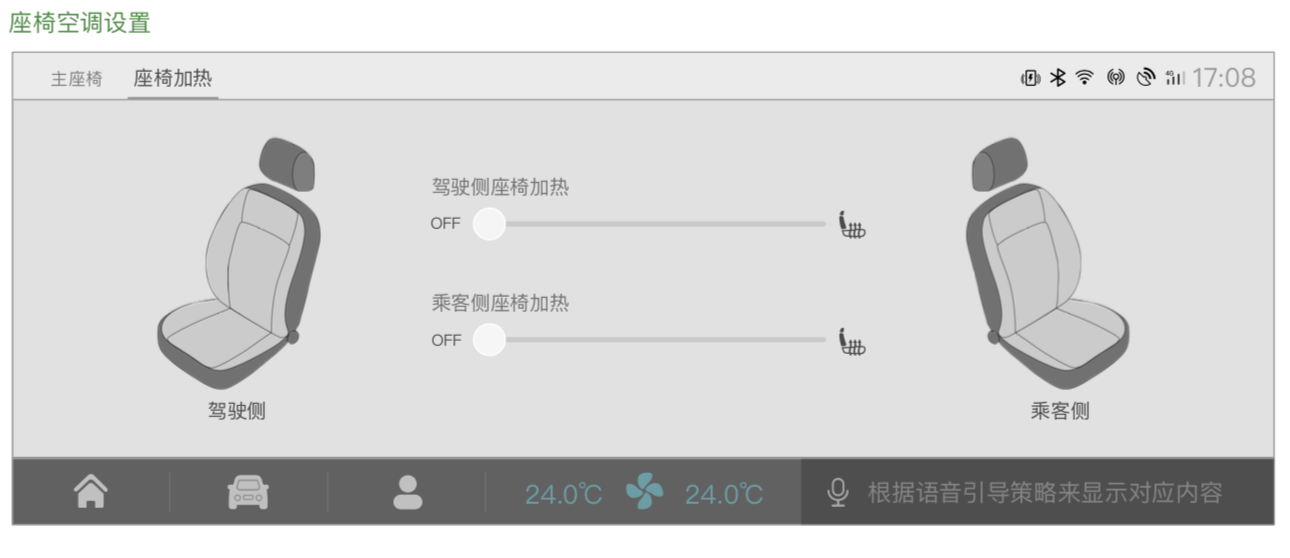 座椅空调设置
主座椅 座椅加热 4G 17:08
驾驶侧座椅加热
OFF
乘客侧座椅加热
OFF
驾驶侧
乘客侧
24.0℃ 24.0℃ 根据语音引导策略来显示对应内容